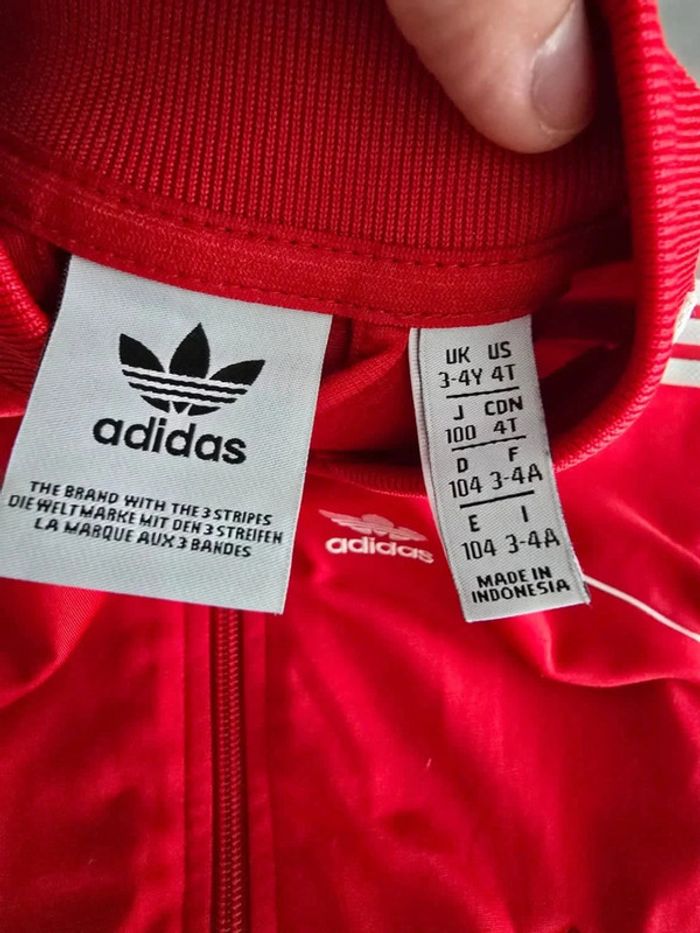 adidas
THE BRAND WITH THE 3 STRIPES
DIE WELTMARKE MIT DEN 3 STREIFEN
LA MARQUE AUX 3 BANDES
UK US
3-4Y 4T
J CDN
100 4T
D F
104 3-4A
E I
104 3-4A
MADE IN
INDONESIA
adidas